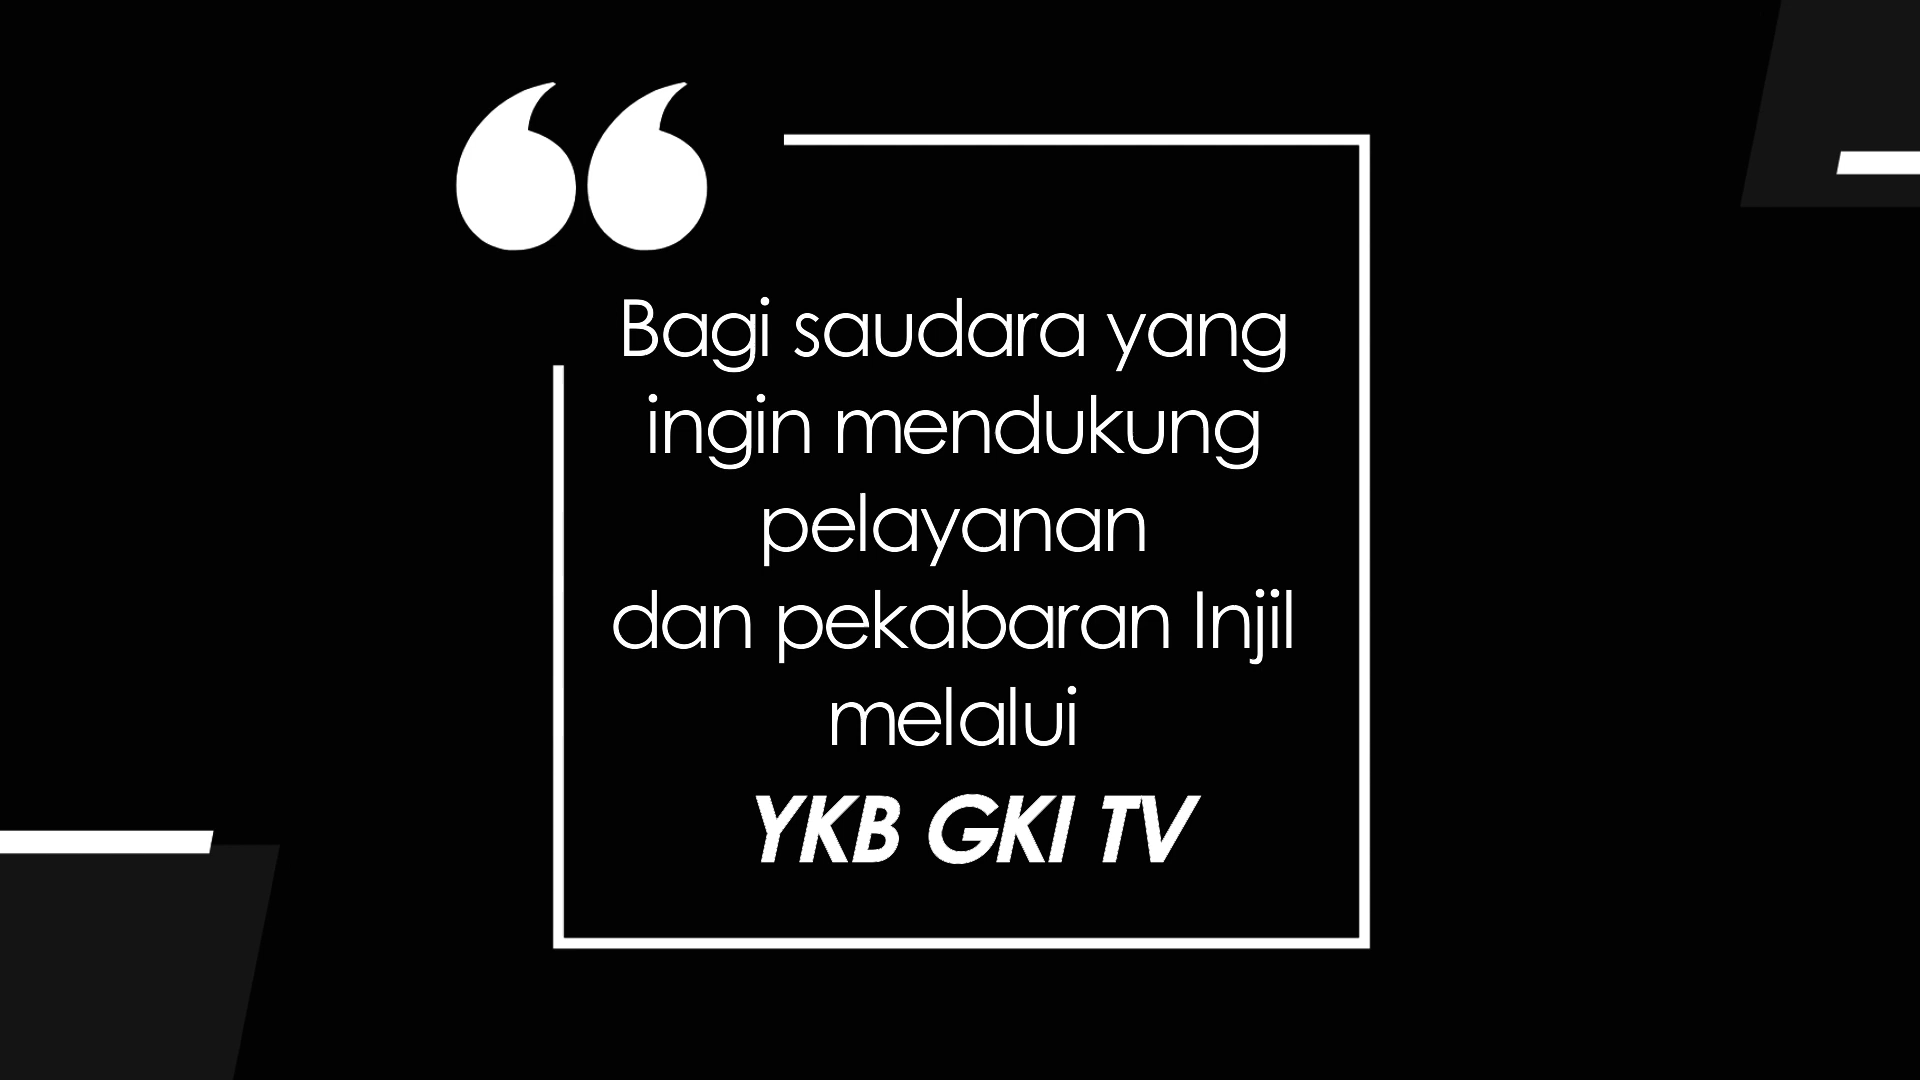 Bagi saudara yang
ingin mendukung
pelayanan
dan pekabaran Injil
melalui
YKB GKI TV